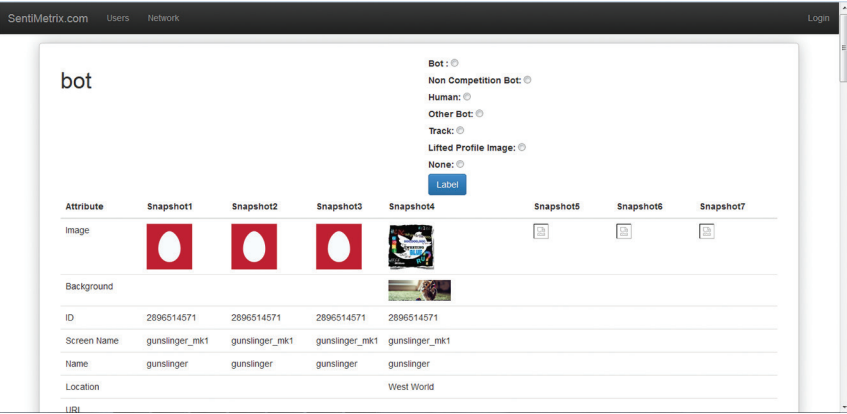 SentiMetrix.com Users Network Login
bot
Bot :
Non Competition Bot:
Human:
Other Bot:
Track:
Lifted Profile Image:
None:
Label
Attribute Snapshot1 Snapshot2 Snapshot3 Snapshot4 Snapshot5 Snapshot6 Snapshot7
Image
BLUE
Background
ID 2896514571 2896514571 2896514571 2896514571
Screen Name gunslinger_mk1 gunslinger_mk1 gunslinger_mk1 gunslinger_mk1
Name gunslinger gunslinger gunslinger gunslinger
Location West World
URL